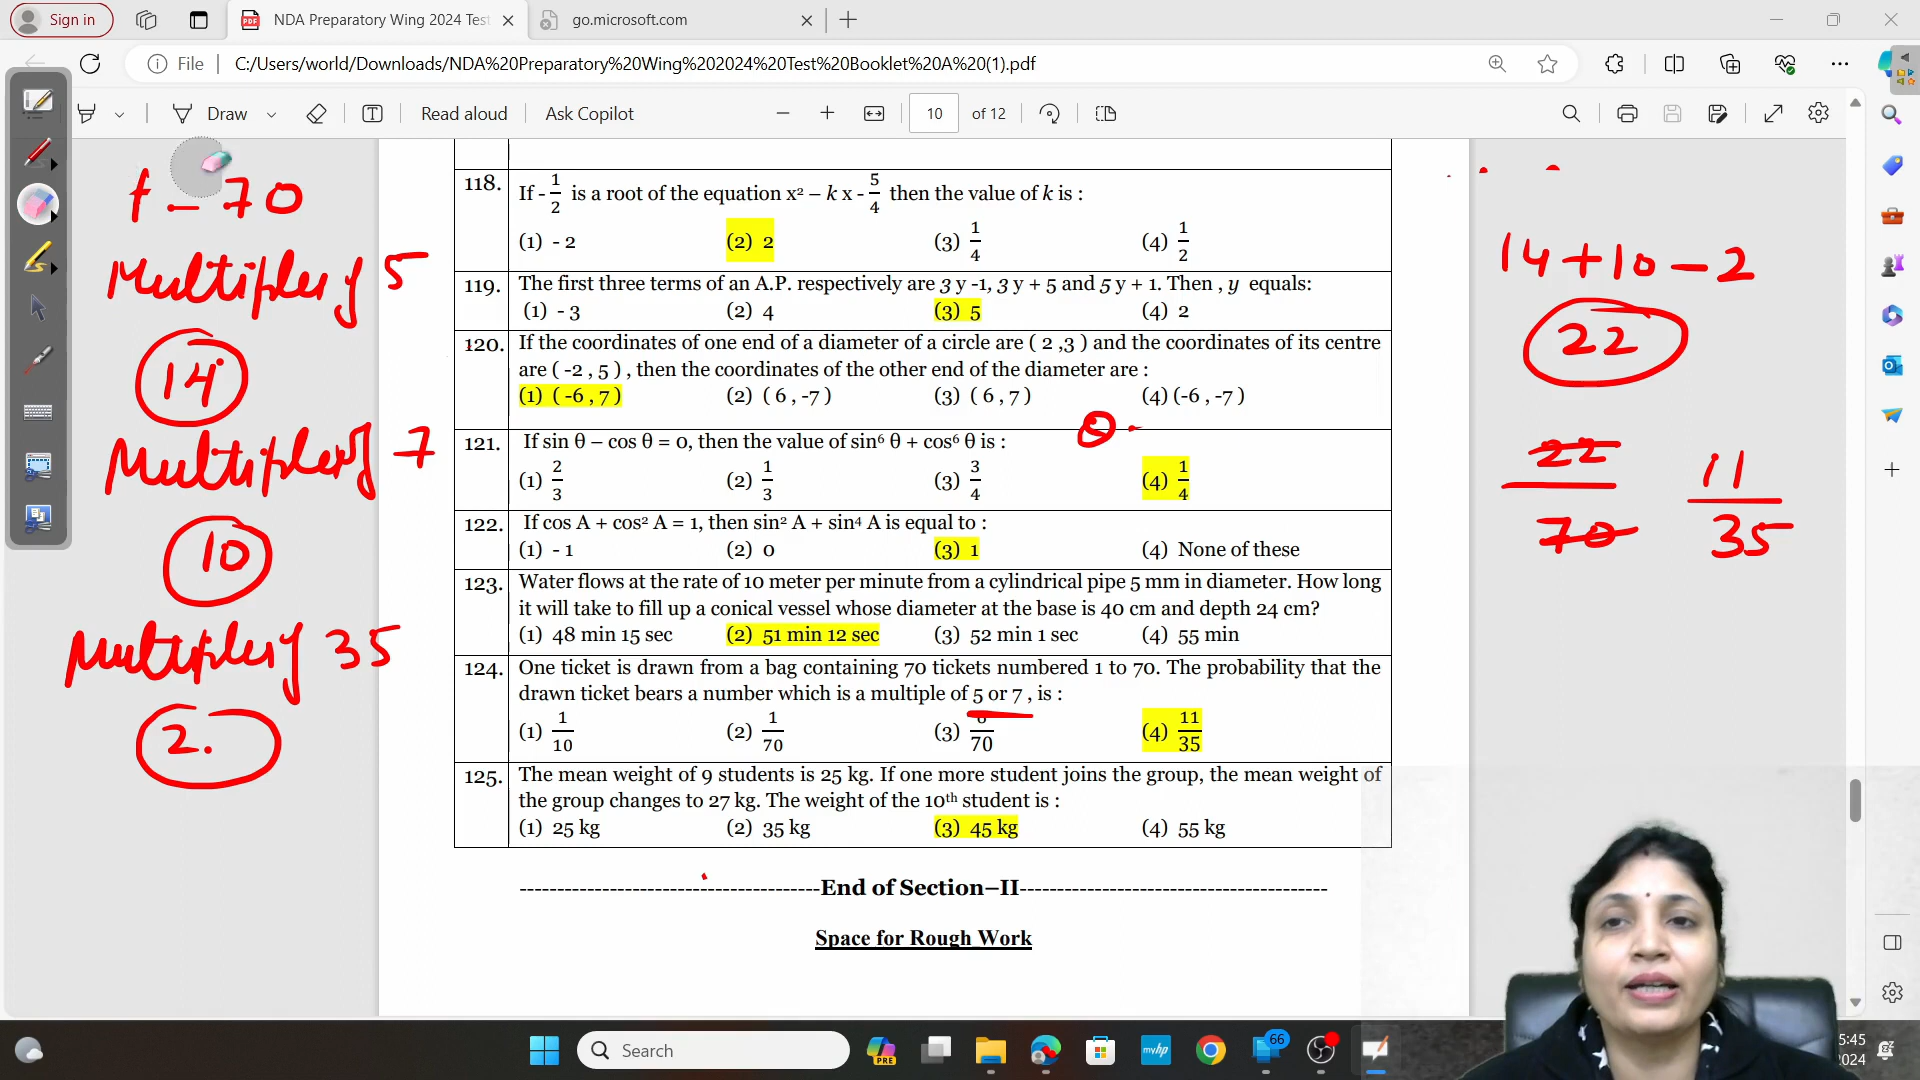 Sign in
NDA Preparatory Wing 2024 Test
go.microsoft.com
File
C:/Users/world/Downloads/NDA%20Preparatory%20Wing%202024%20Test%20Booklet%20A%20(1).pdf
Draw
Read aloud
Ask Copilot
10
of 12
118.
If - 1/2 is a root of the equation x² – k x - 5/4 then the value of k is :
(1) - 2 (2) 2 (3) 1/4 (4) 1/2
119.
The first three terms of an A.P. respectively are 3 y -1, 3 y + 5 and 5 y + 1. Then , y equals:
(1) - 3 (2) 4 (3) 5 (4) 2
120.
If the coordinates of one end of a diameter of a circle are ( 2 ,3 ) and the coordinates of its centre
are ( -2 , 5 ) , then the coordinates of the other end of the diameter are :
(1) ( -6 , 7 ) (2) ( 6 , -7 ) (3) ( 6 , 7 ) (4) (-6 , -7 )
121.
If sin θ – cos θ = 0, then the value of sin⁶ θ + cos⁶ θ is :
(1) 2/3 (2) 1/3 (3) 3/4 (4) 1/4
122.
If cos A + cos² A = 1, then sin² A + sin⁴ A is equal to :
(1) - 1 (2) 0 (3) 1 (4) None of these
123.
Water flows at the rate of 10 meter per minute from a cylindrical pipe 5 mm in diameter. How long
it will take to fill up a conical vessel whose diameter at the base is 40 cm and depth 24 cm?
(1) 48 min 15 sec (2) 51 min 12 sec (3) 52 min 1 sec (4) 55 min
124.
One ticket is drawn from a bag containing 70 tickets numbered 1 to 70. The probability that the
drawn ticket bears a number which is a multiple of 5 or 7 , is :
(1) 1/10 (2) 1/70 (3) /70 (4) 11/35
125.
The mean weight of 9 students is 25 kg. If one more student joins the group, the mean weight of
the group changes to 27 kg. The weight of the 10th student is :
(1) 25 kg (2) 35 kg (3) 45 kg (4) 55 kg
----------------------------------------End of Section–II-----------------------------------------
Space for Rough Work
70
Multiples of 5
14
Multiples of 7
10
Multiples of 35
2.
14 + 10 - 2
22
22
70
11
35
Search
PRE
myhp
66
5:45
2024